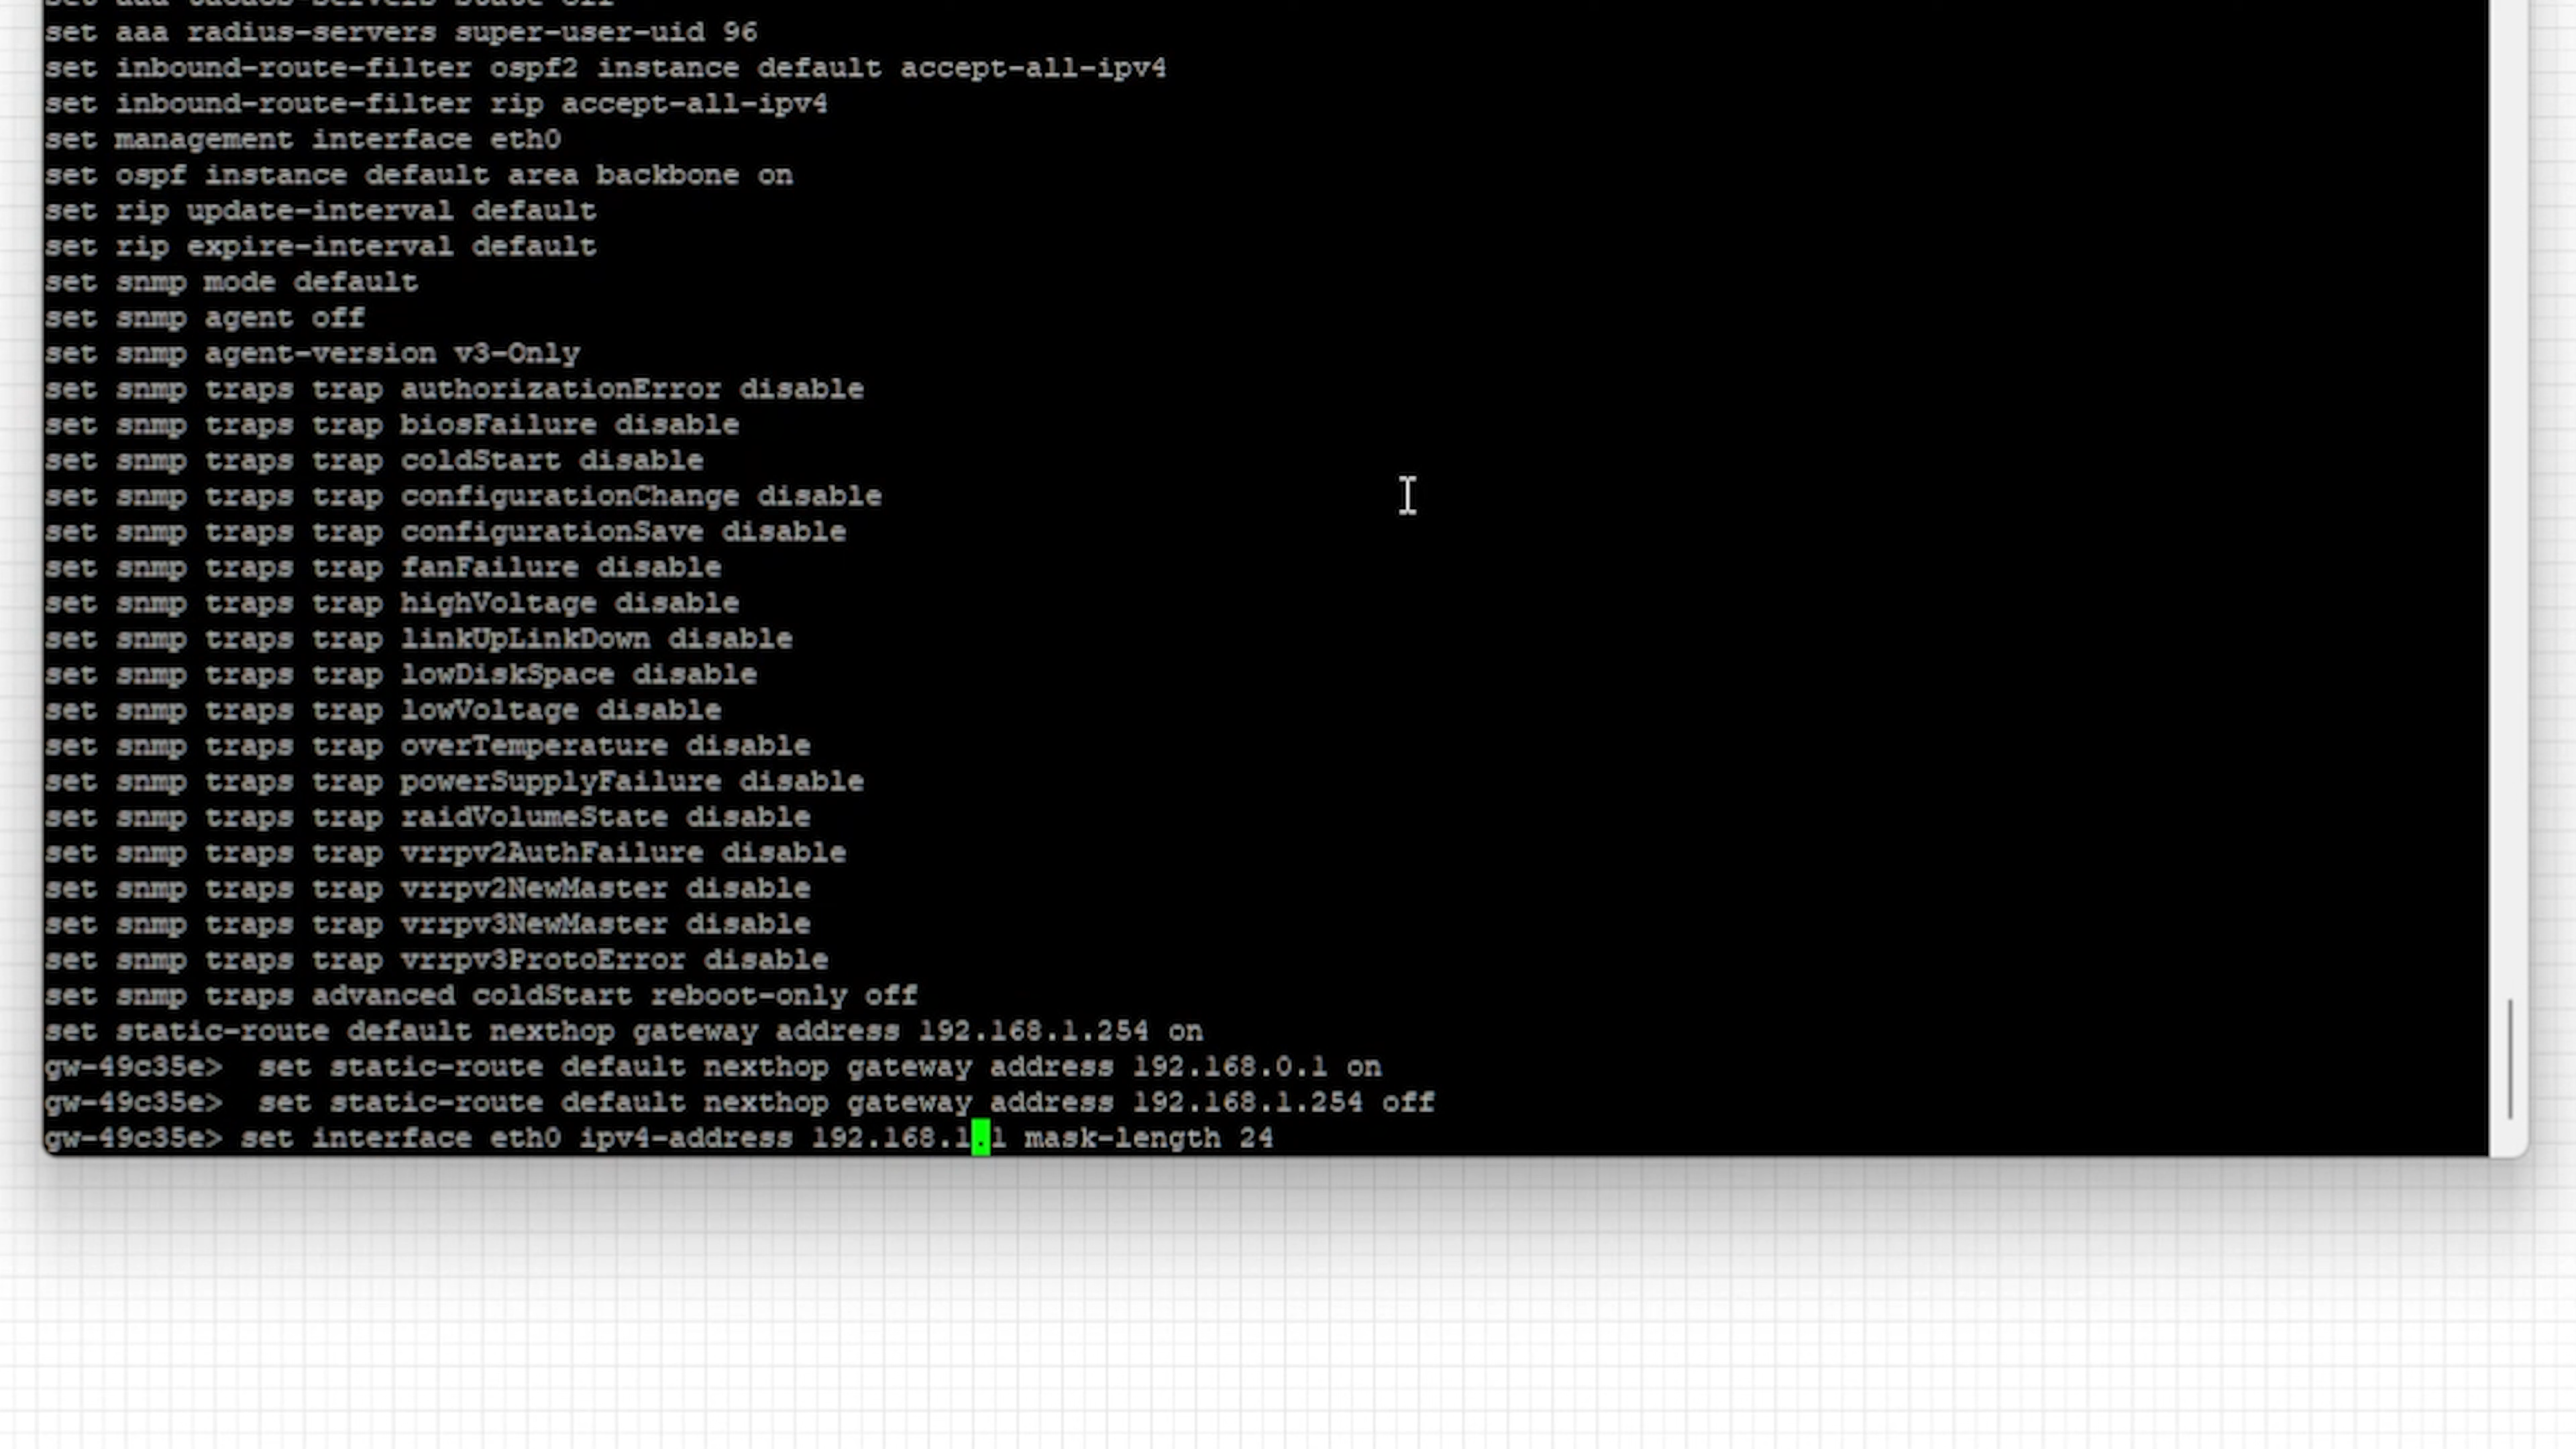 set aaa tacacs-servers state off
set aaa radius-servers super-user-uid 96
set inbound-route-filter ospf2 instance default accept-all-ipv4
set inbound-route-filter rip accept-all-ipv4
set management interface eth0
set ospf instance default area backbone on
set rip update-interval default
set rip expire-interval default
set snmp mode default
set snmp agent off
set snmp agent-version v3-Only
set snmp traps trap authorizationError disable
set snmp traps trap biosFailure disable
set snmp traps trap coldStart disable
set snmp traps trap configurationChange disable
set snmp traps trap configurationSave disable
set snmp traps trap fanFailure disable
set snmp traps trap highVoltage disable
set snmp traps trap linkUpLinkDown disable
set snmp traps trap lowDiskSpace disable
set snmp traps trap lowVoltage disable
set snmp traps trap overTemperature disable
set snmp traps trap powerSupplyFailure disable
set snmp traps trap raidVolumeState disable
set snmp traps trap vrrpv2AuthFailure disable
set snmp traps trap vrrpv2NewMaster disable
set snmp traps trap vrrpv3NewMaster disable
set snmp traps trap vrrpv3ProtoError disable
set snmp traps advanced coldStart reboot-only off
set static-route default nexthop gateway address 192.168.1.254 on
gw-49c35e>  set static-route default nexthop gateway address 192.168.0.1 on
gw-49c35e>  set static-route default nexthop gateway address 192.168.1.254 off
gw-49c35e> set interface eth0 ipv4-address 192.168.1.1 mask-length 24